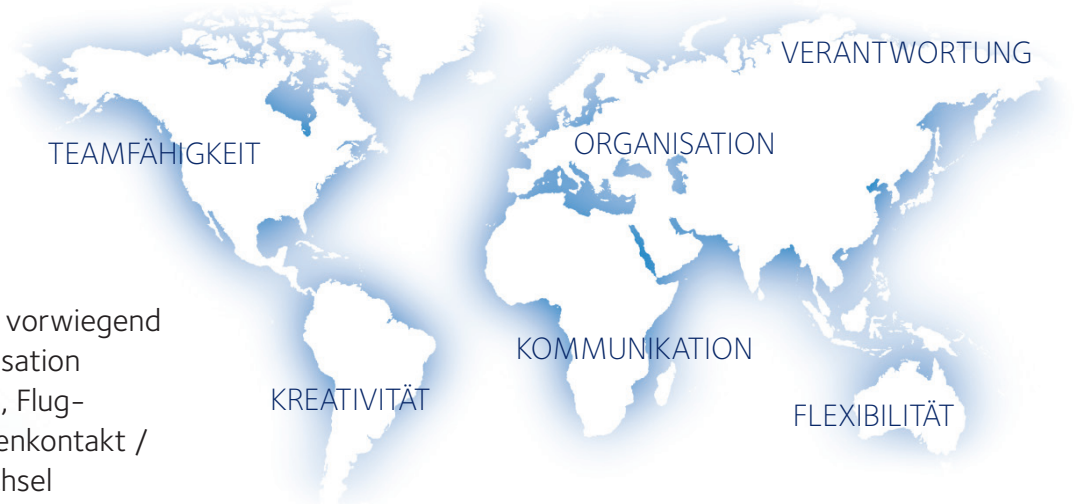 VERANTWORTUNG
ORGANISATION
TEAMFÄHIGKEIT
vorwiegend
sation
, Flug-
enkontakt /
hsel
KOMMUNIKATION
KREATIVITÄT
FLEXIBILITÄT